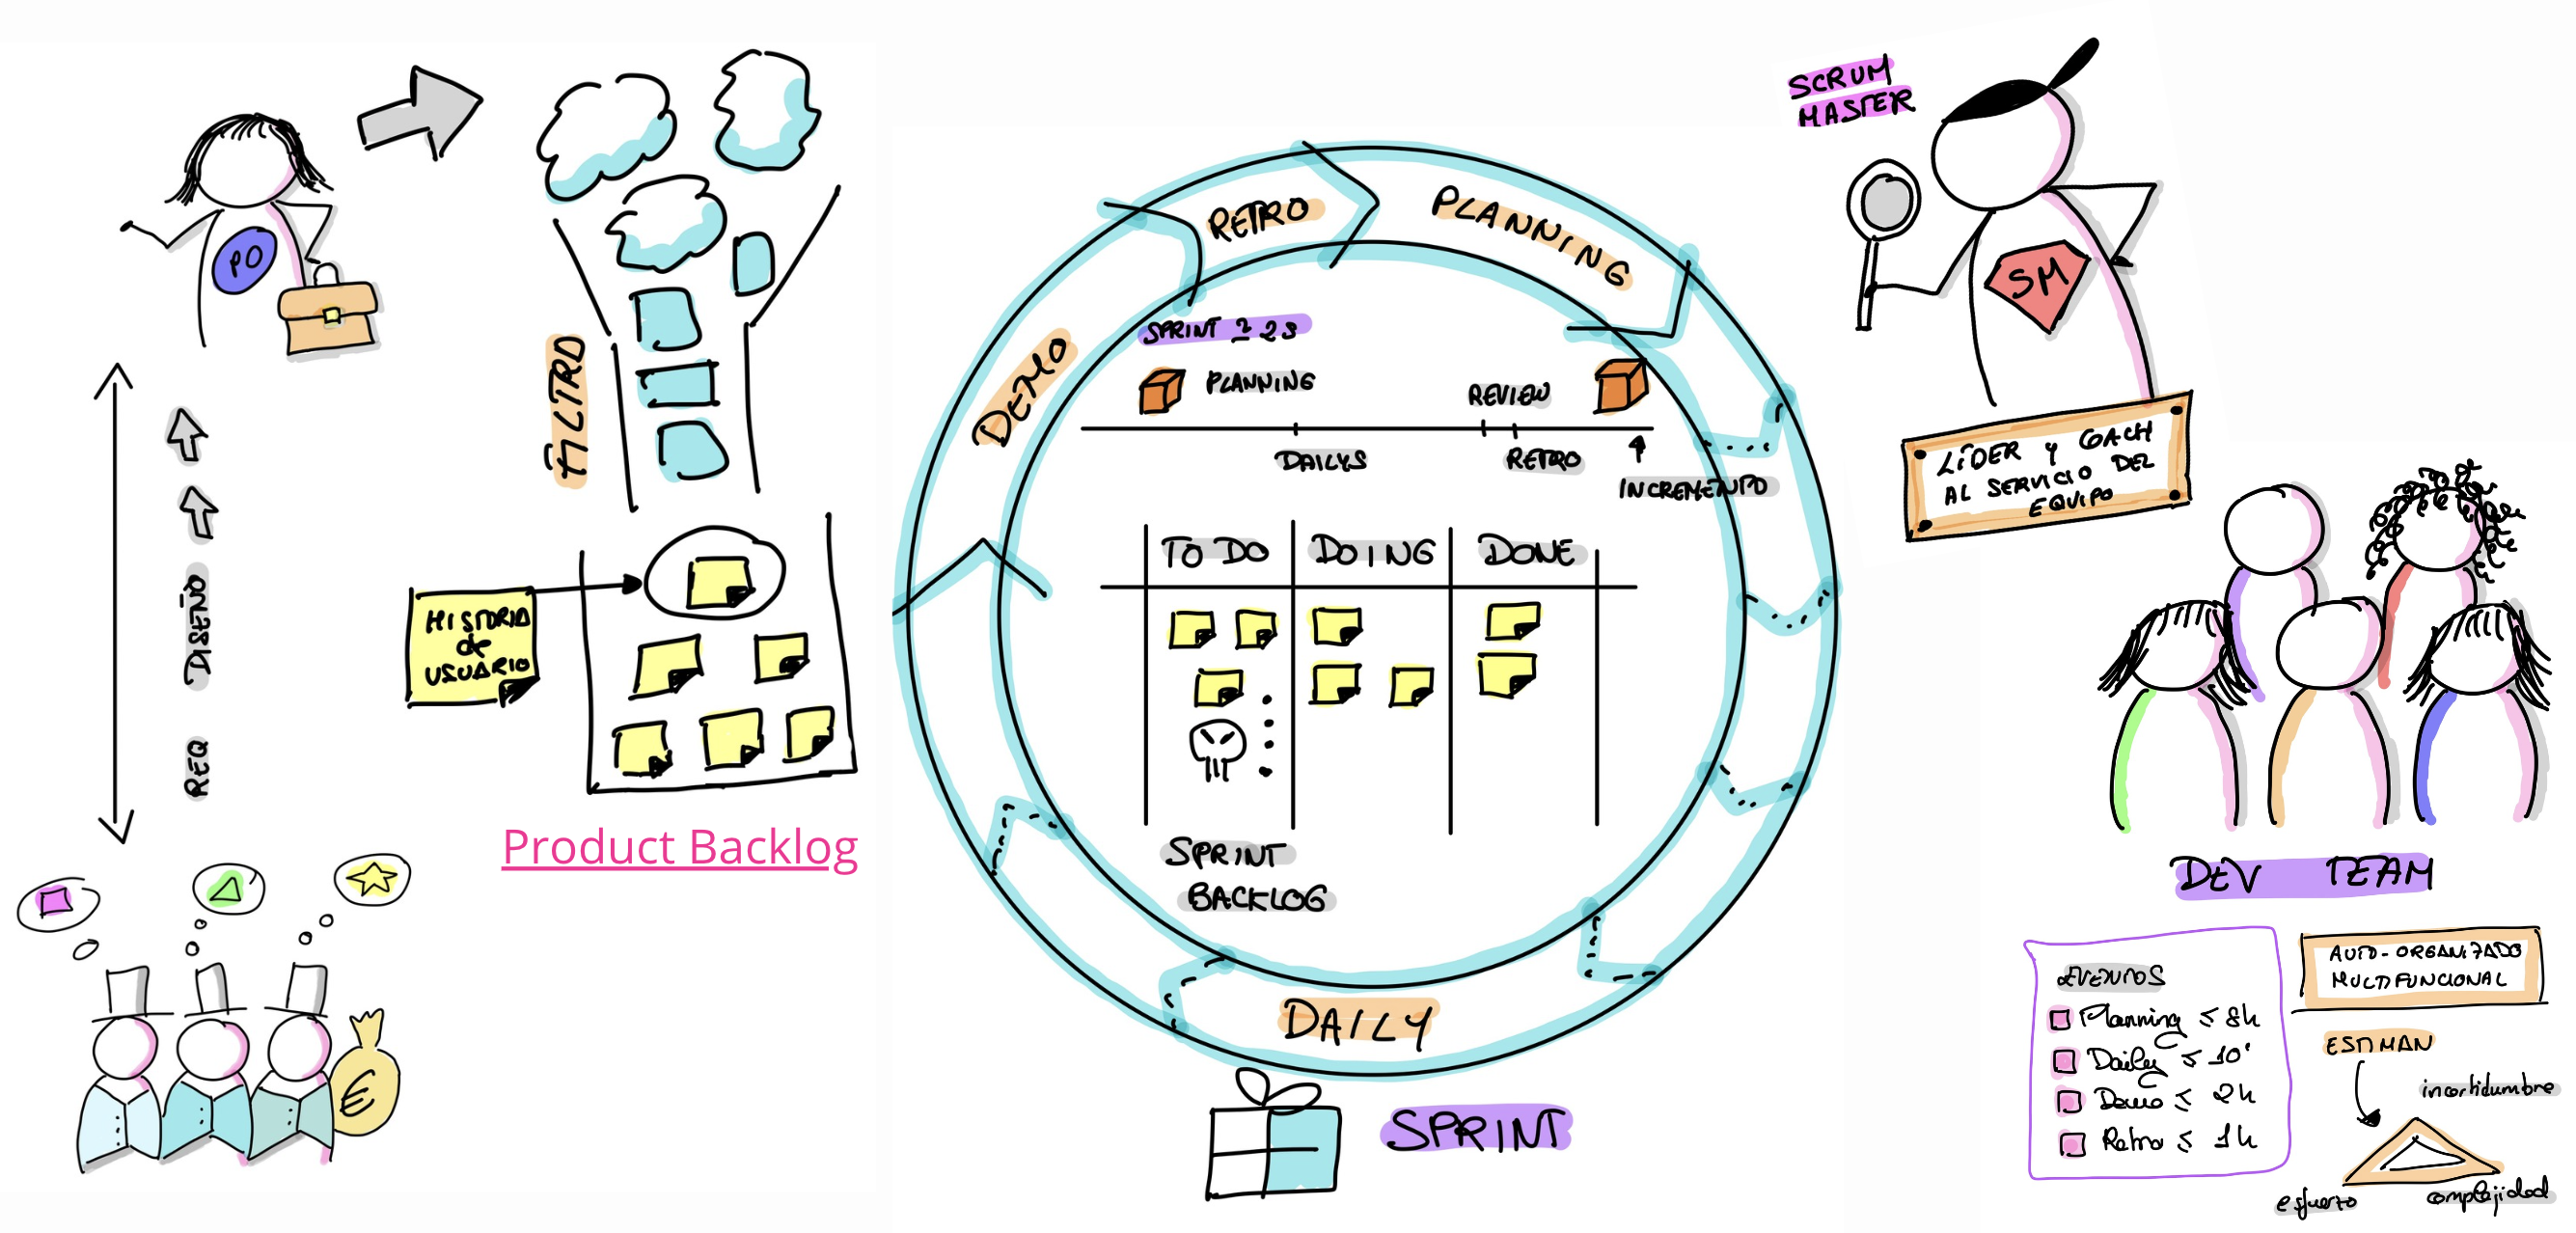 PO
FILTRO
DISEÑO
REQ
HISTORIA
de
USUARIO
Product Backlog
€
RETRO
PLANNING
DEMO
DAILY
SPRINT
PLANNING
REVIEW
DAILYS
RETRO
INCREMENTO
TO DO
DOING
DONE
SPRINT
BACKLOG
SPRINT
SCRUM
MASTER
SM
LÍDER Y COACH
AL SERVICIO DEL
EQUIPO
DEV TEAM
EVENTOS
Planning ≤ 8h
Daily ≤ 10'
Demo ≤ 2h
Retro ≤ 1h
AUTO-ORGANIZADO
MULTIFUNCIONAL
ESTIMAN
incertidumbre
esfuerzo
complejidad